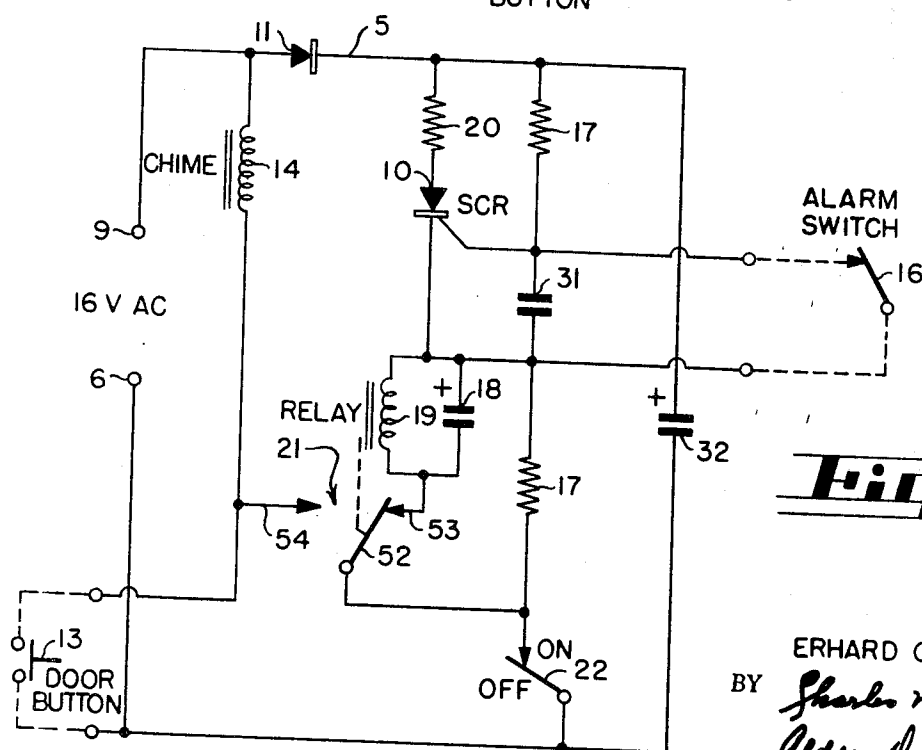 BUTTON
11
5
20
17
CHIME
14
10
SCR
ALARM
SWITCH
9
16
31
16 V AC
6
+
18
+
RELAY
19
32
21
17
53
54
52
13
ON
ERHARD
DOOR
BUTTON
OFF
22
BY